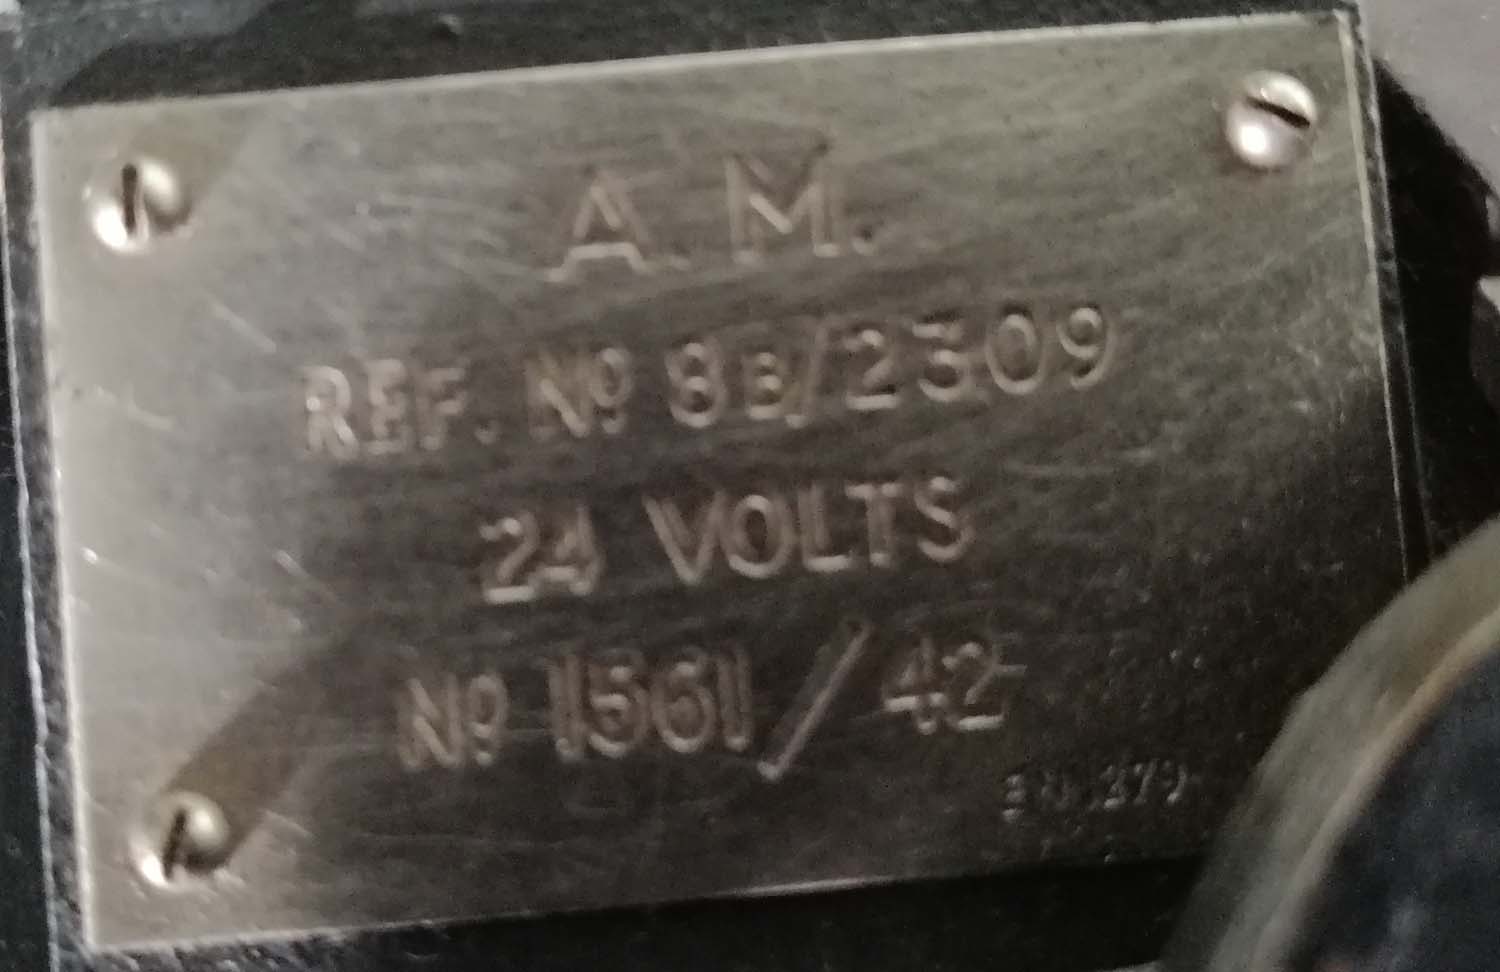 A.M.
REF. Nº 8B/2309
24 VOLTS
Nº 1561/42